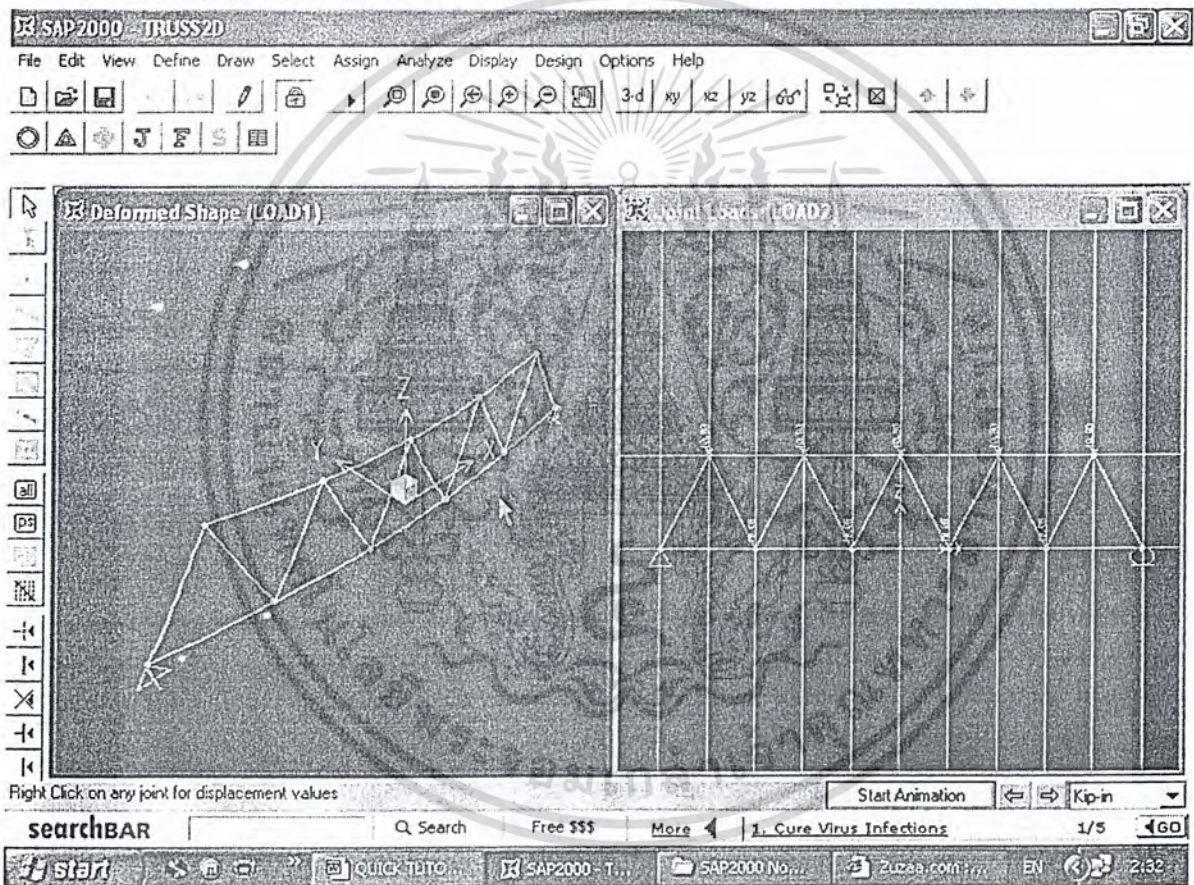 SAP2000 - TRUSS2D
File Edit View Define Draw Select Assign Analyze Display Design Options Help
3-d xy xz yz
J F S
Deformed Shape (LOAD1)
Joint Loads (LOAD2)
Z
Y
X
Z
all
ps
Right Click on any joint for displacement values
Start Animation
Kip-in
searchBAR
Search
Free $$$
More
1. Cure Virus Infections
1/5
GO
start
QUICK TUTO...
SAP2000 - T...
SAP2000 No...
Zuzaa.com :...
EN
2:32